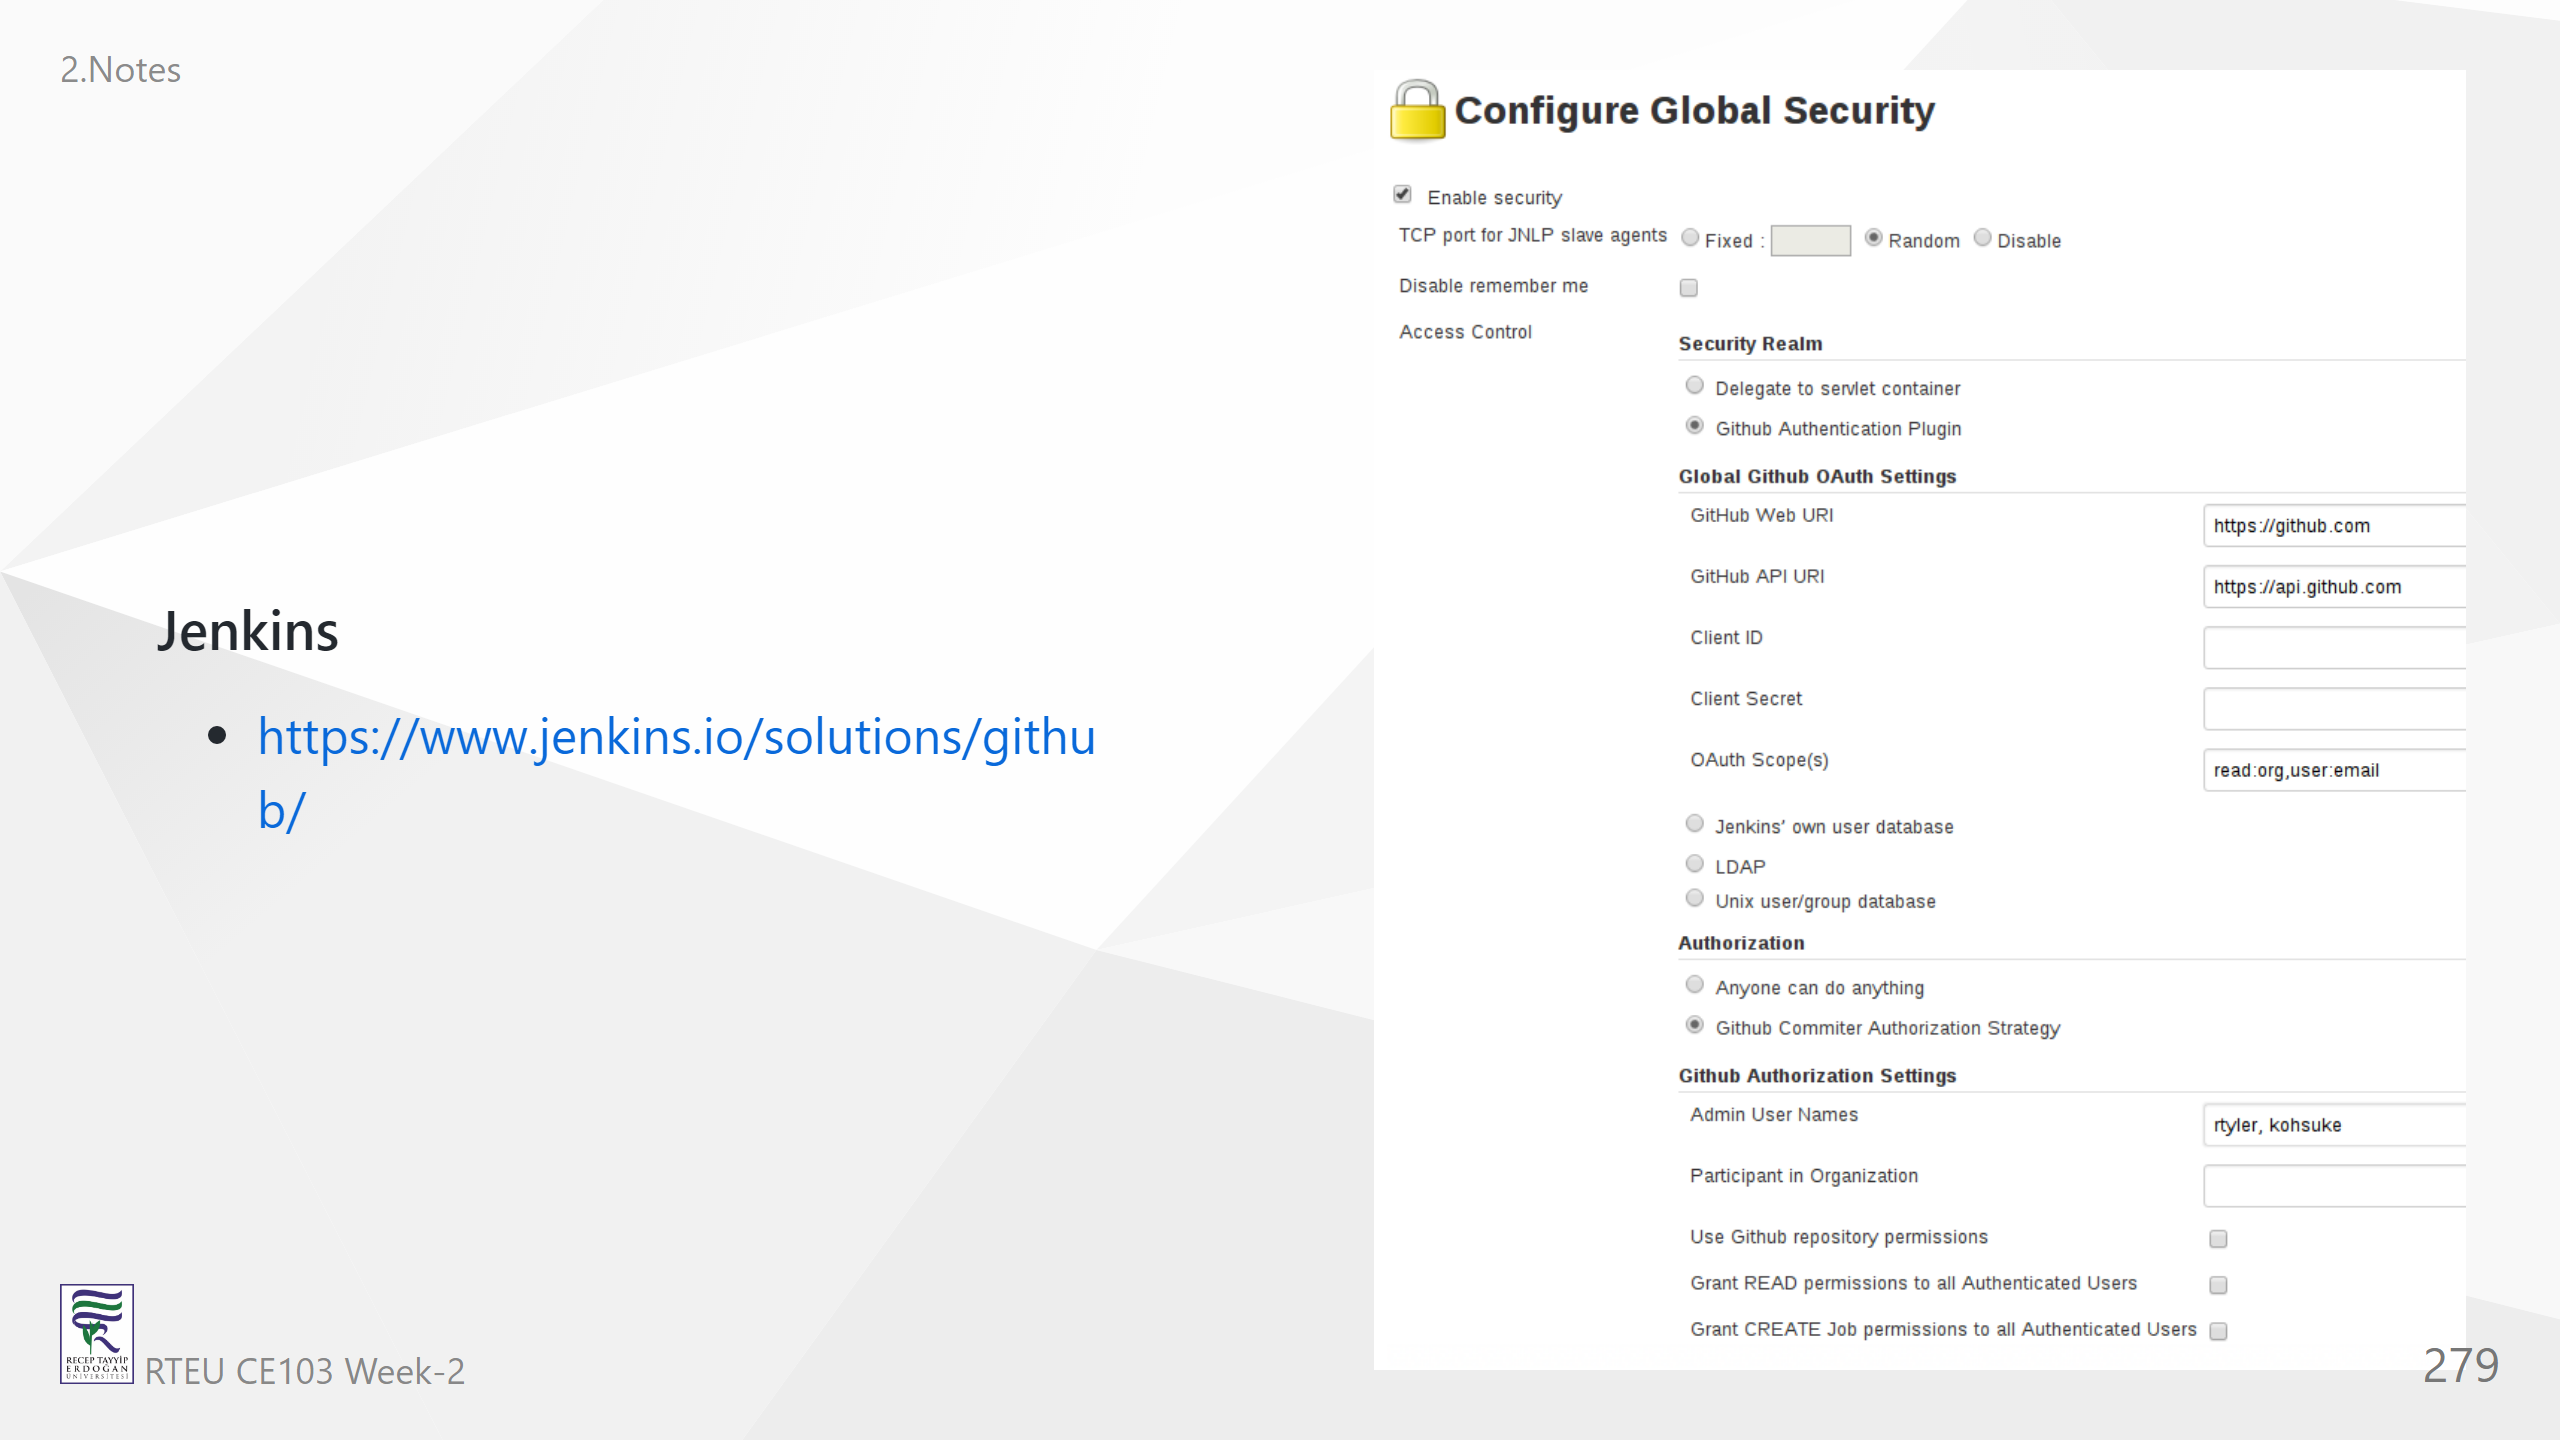 2.Notes
Jenkins
https://www.jenkins.io/solutions/githu
b/
Configure Global Security
Enable security
TCP port for JNLP slave agents Fixed : Random Disable
Disable remember me
Access Control
Security Realm
Delegate to servlet container
Github Authentication Plugin
Global Github OAuth Settings
GitHub Web URI https://github.com
GitHub API URI https://api.github.com
Client ID
Client Secret
OAuth Scope(s) read:org,user:email
Jenkins’ own user database
LDAP
Unix user/group database
Authorization
Anyone can do anything
Github Commiter Authorization Strategy
Github Authorization Settings
Admin User Names rtyler, kohsuke
Participant in Organization
Use Github repository permissions
Grant READ permissions to all Authenticated Users
Grant CREATE Job permissions to all Authenticated Users
RECEP TAYYİP
ERDOĞAN
ÜNİVERSİTESİ
RTEU CE103 Week-2
279